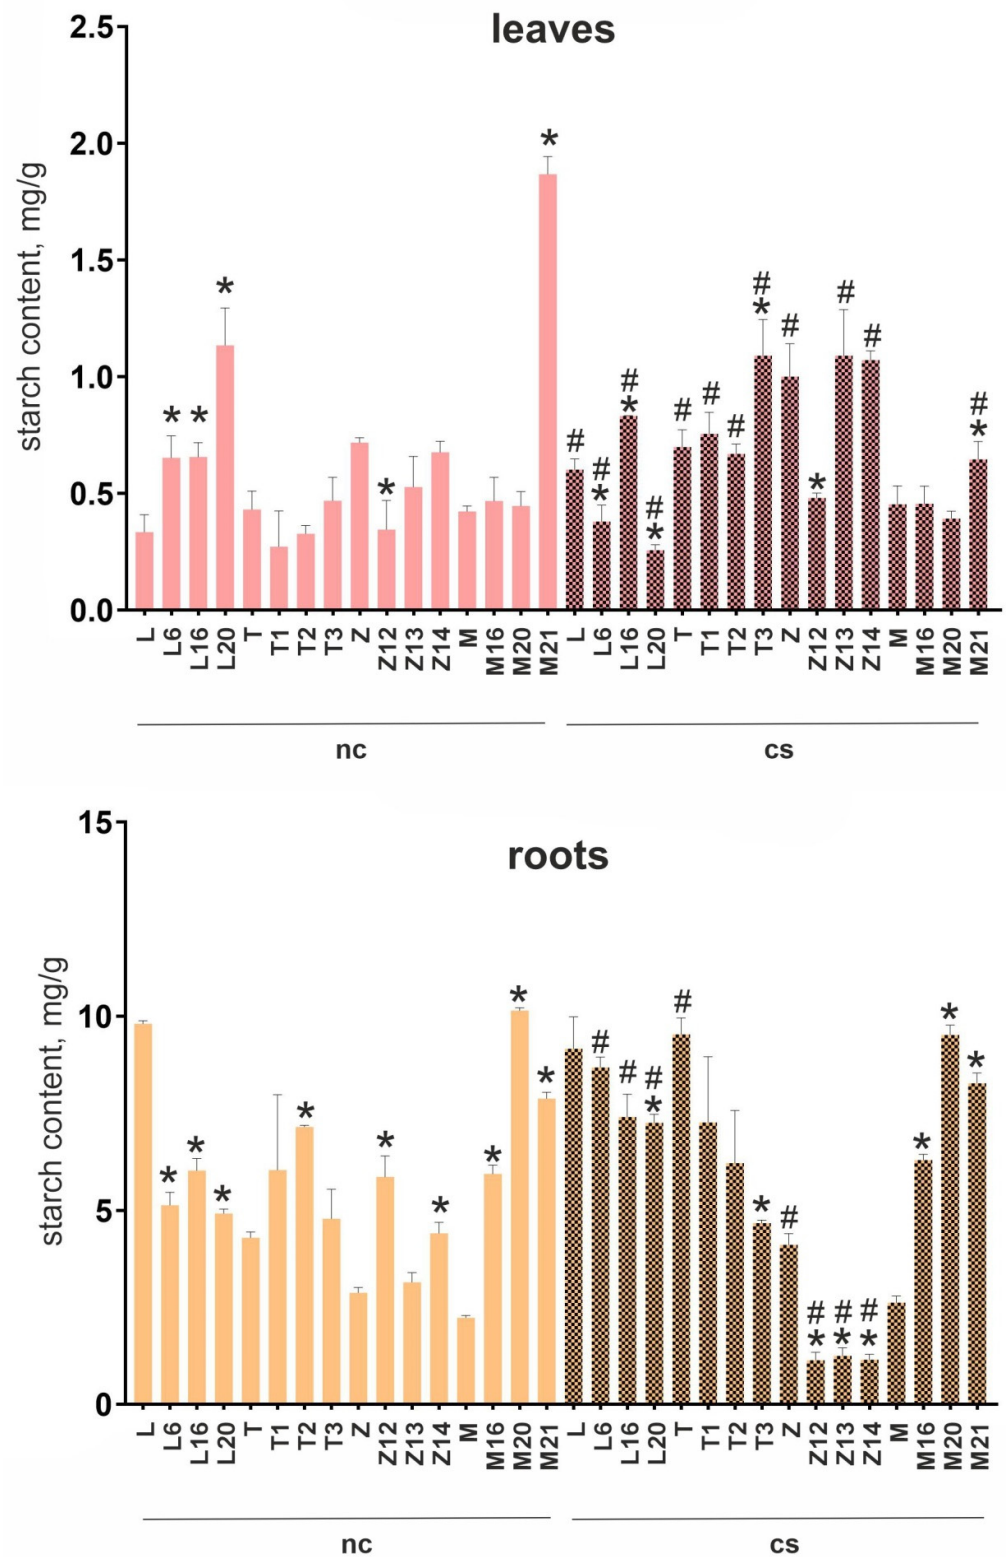 leaves
starch content, mg/g
2.5
2.0
1.5
1.0
0.5
0.0
*
* * * *
# # # * # # * # * # # # # * # * # # # *
L L6 L16 L20 T T1 T2 T3 Z Z12 Z13 Z14 M M16 M20 M21 L L6 L16 L20 T T1 T2 T3 Z Z12 Z13 Z14 M M16 M20 M21
nc cs
roots
starch content, mg/g
15
10
5
0
* * * * * * * * *
# # # * # * # # * # * # * * * *
L L6 L16 L20 T T1 T2 T3 Z Z12 Z13 Z14 M M16 M20 M21 L L6 L16 L20 T T1 T2 T3 Z Z12 Z13 Z14 M M16 M20 M21
nc cs